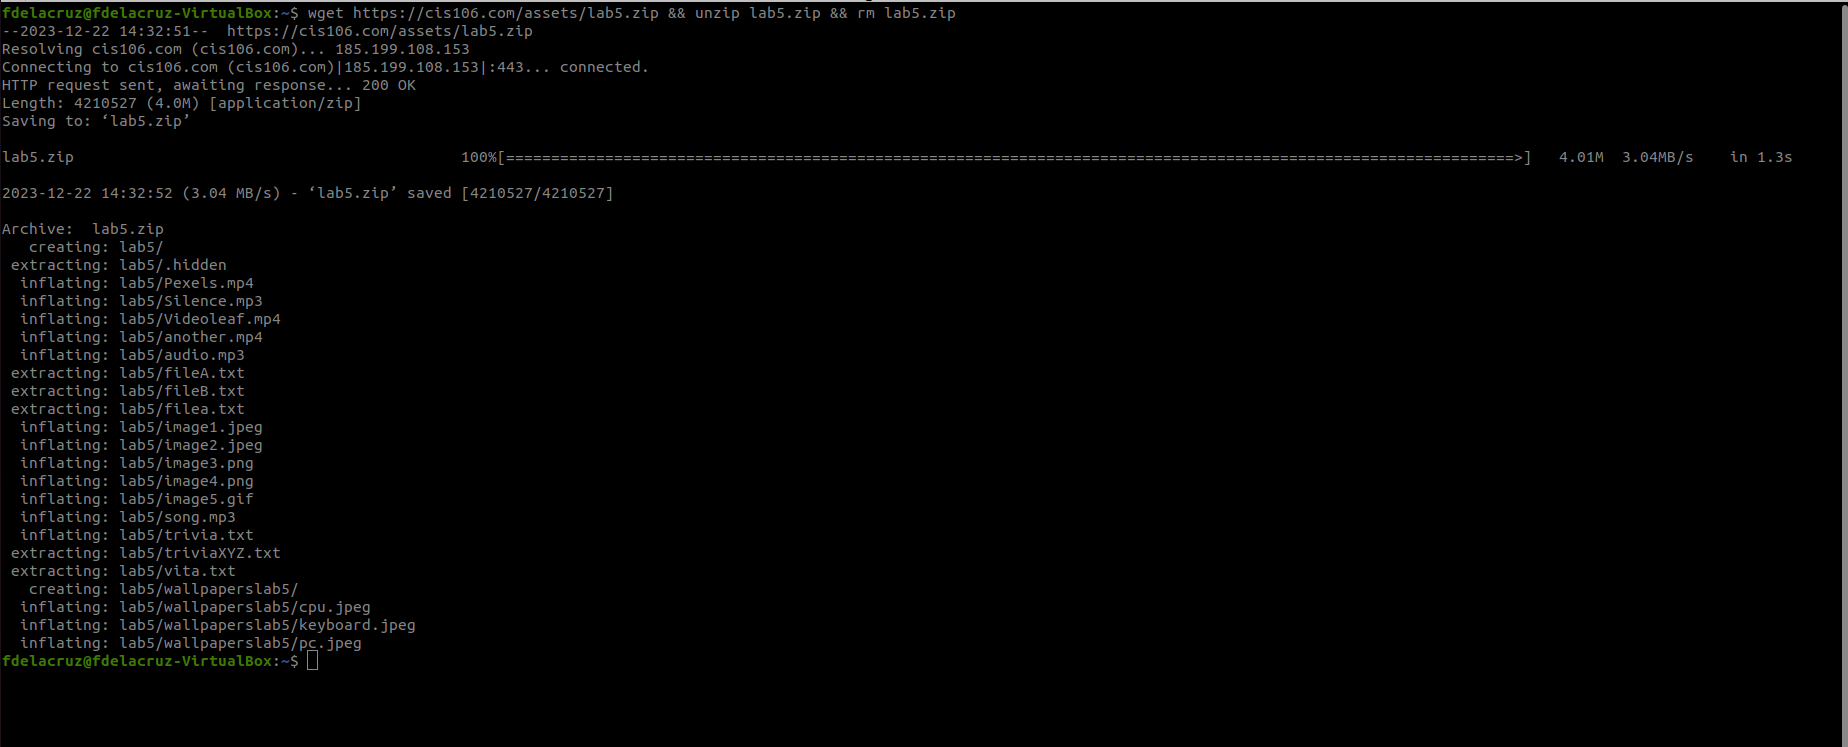 fdelacruz@fdelacruz-VirtualBox:~$ wget https://cis106.com/assets/lab5.zip && unzip lab5.zip && rm lab5.zip
--2023-12-22 14:32:51--  https://cis106.com/assets/lab5.zip
Resolving cis106.com (cis106.com)... 185.199.108.153
Connecting to cis106.com (cis106.com)|185.199.108.153|:443... connected.
HTTP request sent, awaiting response... 200 OK
Length: 4210527 (4.0M) [application/zip]
Saving to: ‘lab5.zip’
lab5.zip 100%[================================================================================================================>] 4.01M 3.04MB/s in 1.3s
2023-12-22 14:32:52 (3.04 MB/s) - ‘lab5.zip’ saved [4210527/4210527]
Archive:  lab5.zip
   creating: lab5/
 extracting: lab5/.hidden
  inflating: lab5/Pexels.mp4
  inflating: lab5/Silence.mp3
  inflating: lab5/Videoleaf.mp4
  inflating: lab5/another.mp4
  inflating: lab5/audio.mp3
 extracting: lab5/fileA.txt
 extracting: lab5/fileB.txt
 extracting: lab5/filea.txt
  inflating: lab5/image1.jpeg
  inflating: lab5/image2.jpeg
  inflating: lab5/image3.png
  inflating: lab5/image4.png
  inflating: lab5/image5.gif
  inflating: lab5/song.mp3
  inflating: lab5/trivia.txt
 extracting: lab5/triviaXYZ.txt
 extracting: lab5/vita.txt
   creating: lab5/wallpaperslab5/
  inflating: lab5/wallpaperslab5/cpu.jpeg
  inflating: lab5/wallpaperslab5/keyboard.jpeg
  inflating: lab5/wallpaperslab5/pc.jpeg
fdelacruz@fdelacruz-VirtualBox:~$